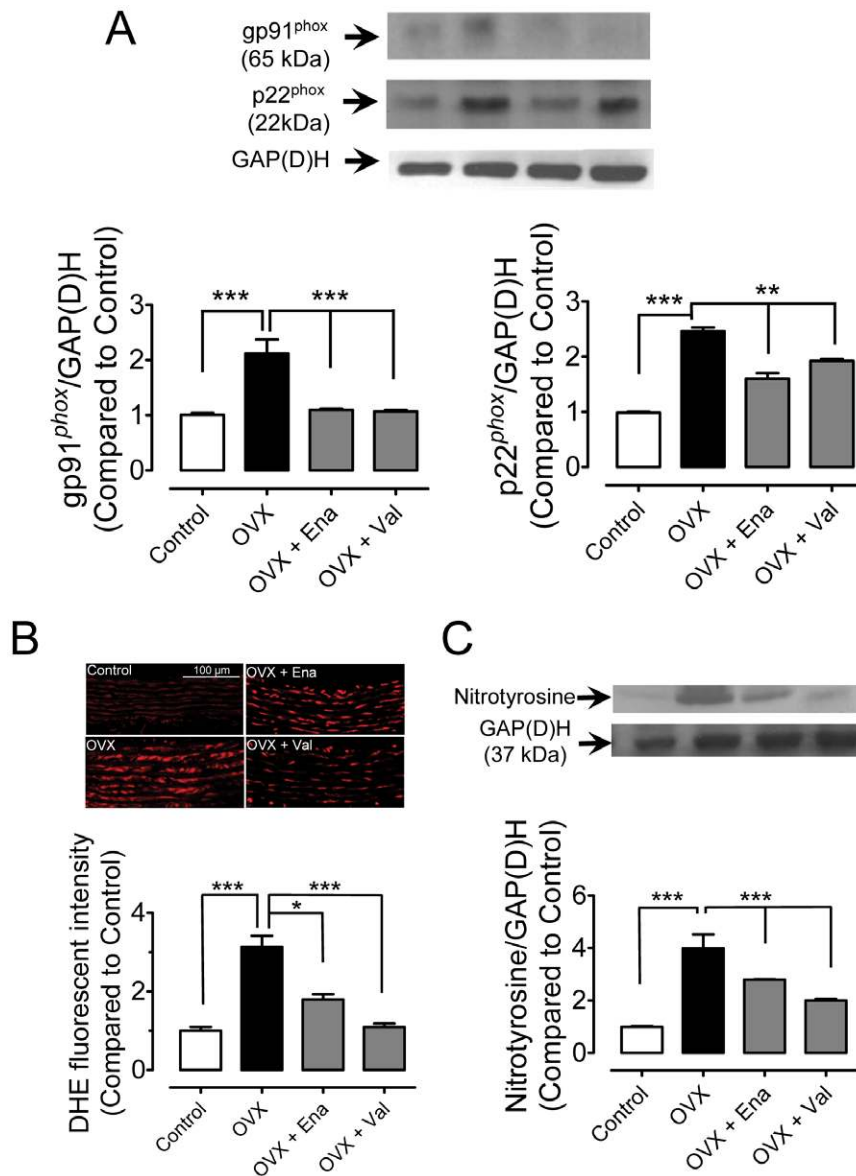 A
gp91phox
(65 kDa)
p22phox
(22kDa)
GAP(D)H
gp91phox/GAP(D)H
(Compared to Control)
3
2
1
0
***
***
Control
OVX
OVX + Ena
OVX + Val
p22phox/GAP(D)H
(Compared to Control)
3
2
1
0
***
**
Control
OVX
OVX + Ena
OVX + Val
B
Control
100 µm
OVX + Ena
OVX
OVX + Val
DHE fluorescent intensity
(Compared to Control)
4
2
0
***
***
*
Control
OVX
OVX + Ena
OVX + Val
C
Nitrotyrosine
GAP(D)H
(37 kDa)
Nitrotyrosine/GAP(D)H
(Compared to Control)
6
4
2
0
***
***
Control
OVX
OVX + Ena
OVX + Val